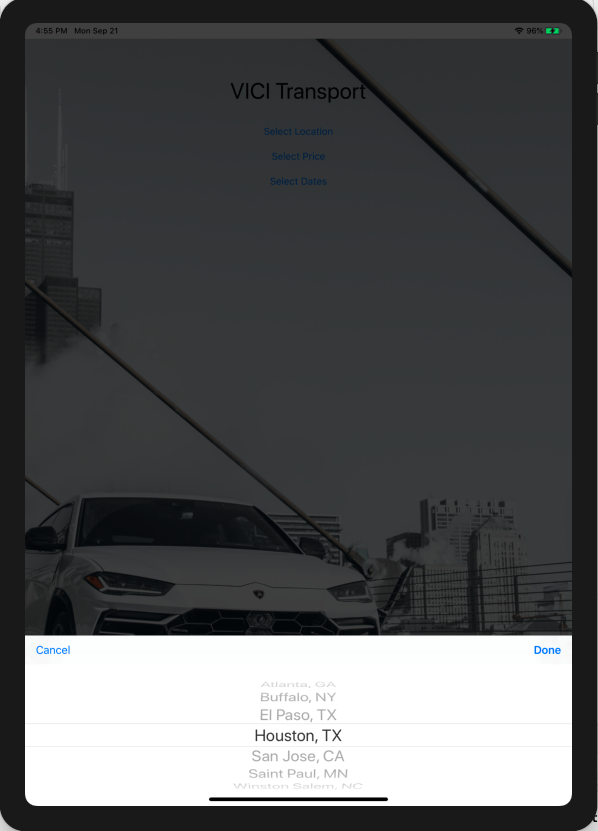 4:55 PM Mon Sep 21
96%
VICI Transport
Select Location
Select Price
Select Dates
Cancel
Done
Atlanta, GA
Buffalo, NY
El Paso, TX
Houston, TX
San Jose, CA
Saint Paul, MN
Winston Salem, NC